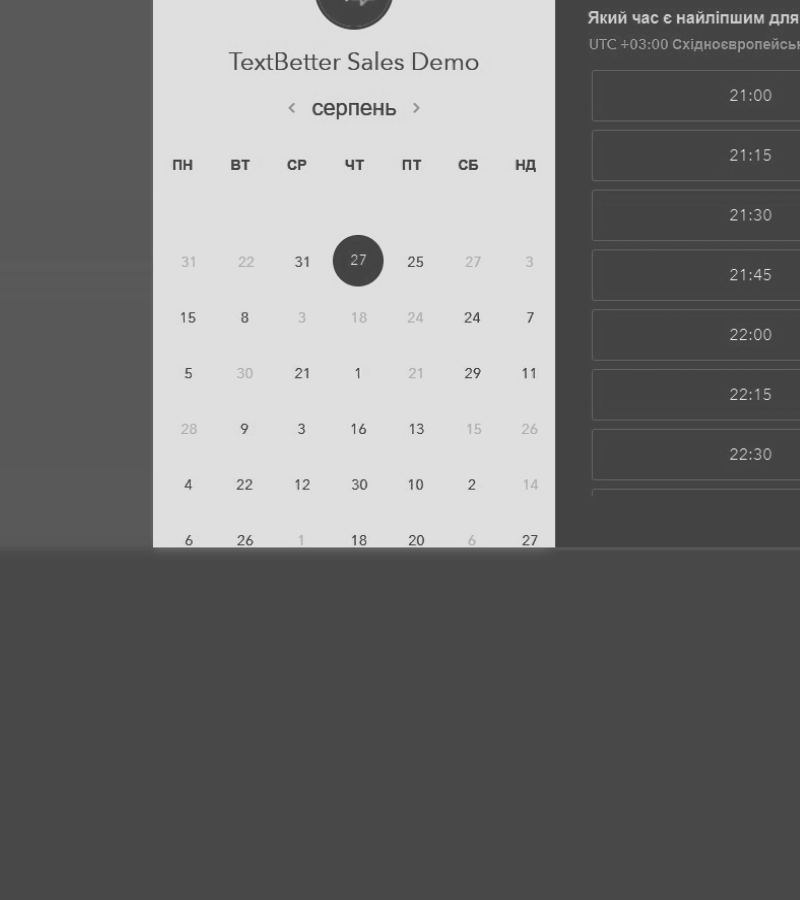 TextBetter Sales Demo
серпень
ПН ВТ СР ЧТ ПТ СБ НД
31 22 31 27 25 27 3
15 8 3 18 24 24 7
5 30 21 1 21 29 11
28 9 3 16 13 15 26
4 22 12 30 10 2 14
6 26 1 18 20 6 27
Який час є найліпшим для
UTC +03:00 Східноєвропейськ
21:00
21:15
21:30
21:45
22:00
22:15
22:30